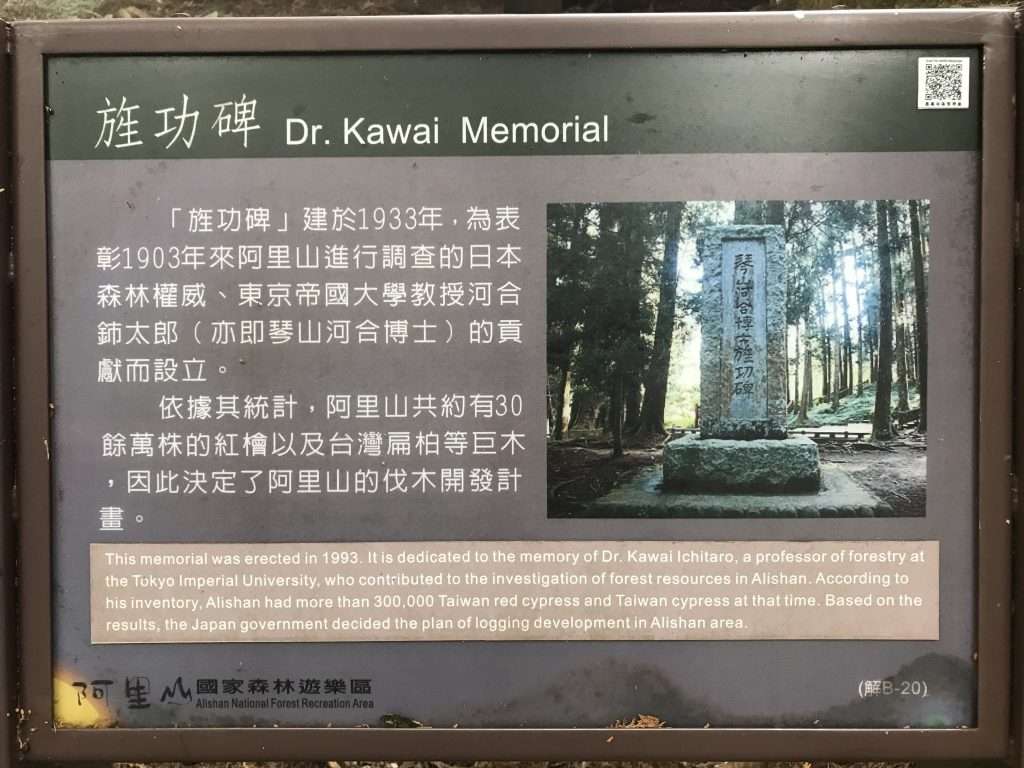 旌功碑 Dr. Kawai Memorial
「旌功碑」建於1933年，為表
彰1903年來阿里山進行調查的日本
森林權威、東京帝國大學教授河合
鈰太郎（亦即琴山河合博士）的貢
獻而設立。
依據其統計，阿里山共約有30
餘萬株的紅檜以及台灣扁柏等巨木
，因此決定了阿里山的伐木開發計
畫。
琴山河合博士旌功碑
This memorial was erected in 1993. It is dedicated to the memory of Dr. Kawai Ichitaro, a professor of forestry at
the Tokyo Imperial University, who contributed to the investigation of forest resources in Alishan. According to
his inventory, Alishan had more than 300,000 Taiwan red cypress and Taiwan cypress at that time. Based on the
results, the Japan government decided the plan of logging development in Alishan area.
阿里山國家森林遊樂區
Alishan National Forest Recreation Area
(解B-20)